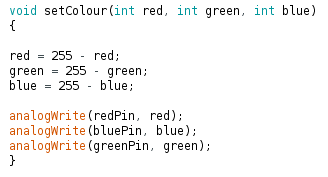 void setColour(int red, int green, int blue)
{
red = 255 - red;
green = 255 - green;
blue = 255 - blue;
analogWrite(redPin, red);
analogWrite(bluePin, blue);
analogWrite(greenPin, green);
}